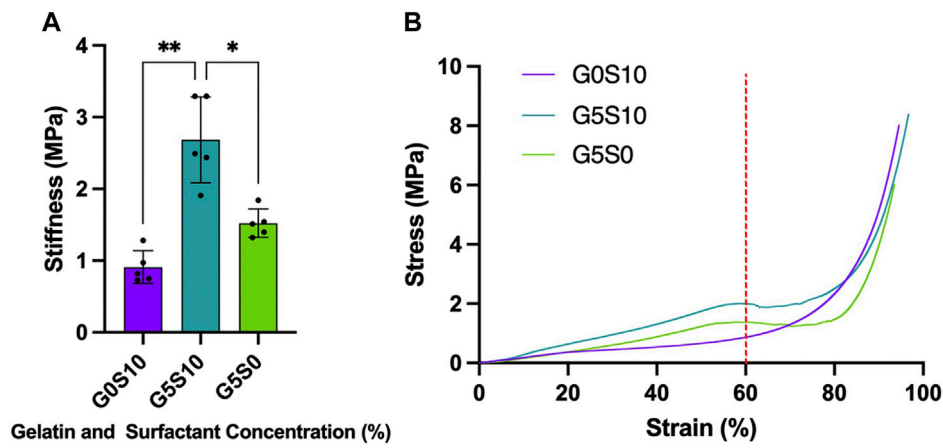 A
** *
4
3
2
1
0
Stiffness (MPa)
G0S10
G5S10
G5S0
Gelatin and Surfactant Concentration (%)
B
G0S10
G5S10
G5S0
10
8
6
4
2
0
Stress (MPa)
0 20 40 60 80 100
Strain (%)